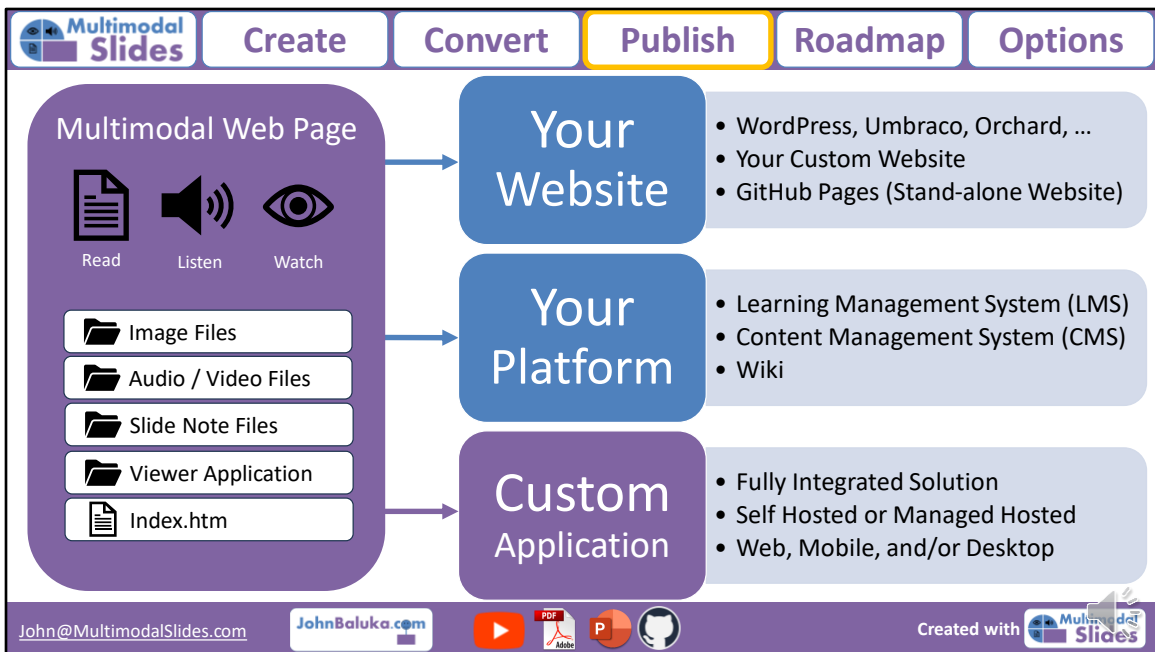 Multimodal
Slides
Create
Convert
Publish
Roadmap
Options
Multimodal Web Page
Read
Listen
Watch
Image Files
Audio / Video Files
Slide Note Files
Viewer Application
Index.htm
Your
Website
• WordPress, Umbraco, Orchard, ...
• Your Custom Website
• GitHub Pages (Stand-alone Website)
Your
Platform
• Learning Management System (LMS)
• Content Management System (CMS)
• Wiki
Custom
Application
• Fully Integrated Solution
• Self Hosted or Managed Hosted
• Web, Mobile, and/or Desktop
John@MultimodalSlides.com
JohnBaluka.com
PDF
Adobe
P
Created with
Multimodal
Slides